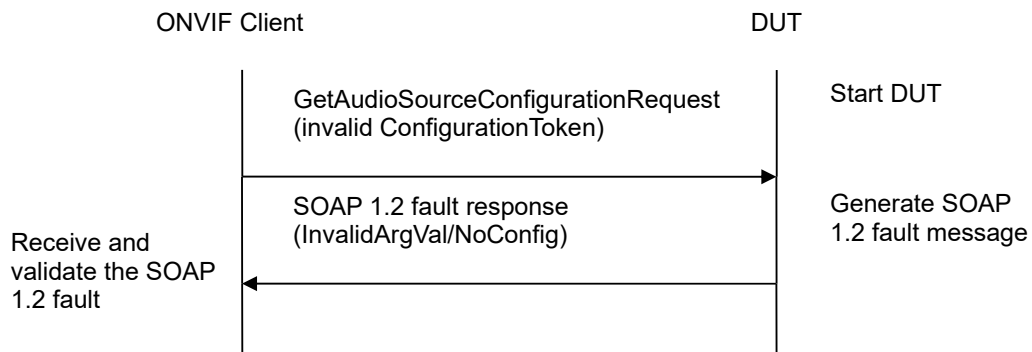 ONVIF Client
DUT
GetAudioSourceConfigurationRequest
(invalid ConfigurationToken)
Start DUT
SOAP 1.2 fault response
(InvalidArgVal/NoConfig)
Generate SOAP
1.2 fault message
Receive and
validate the SOAP
1.2 fault